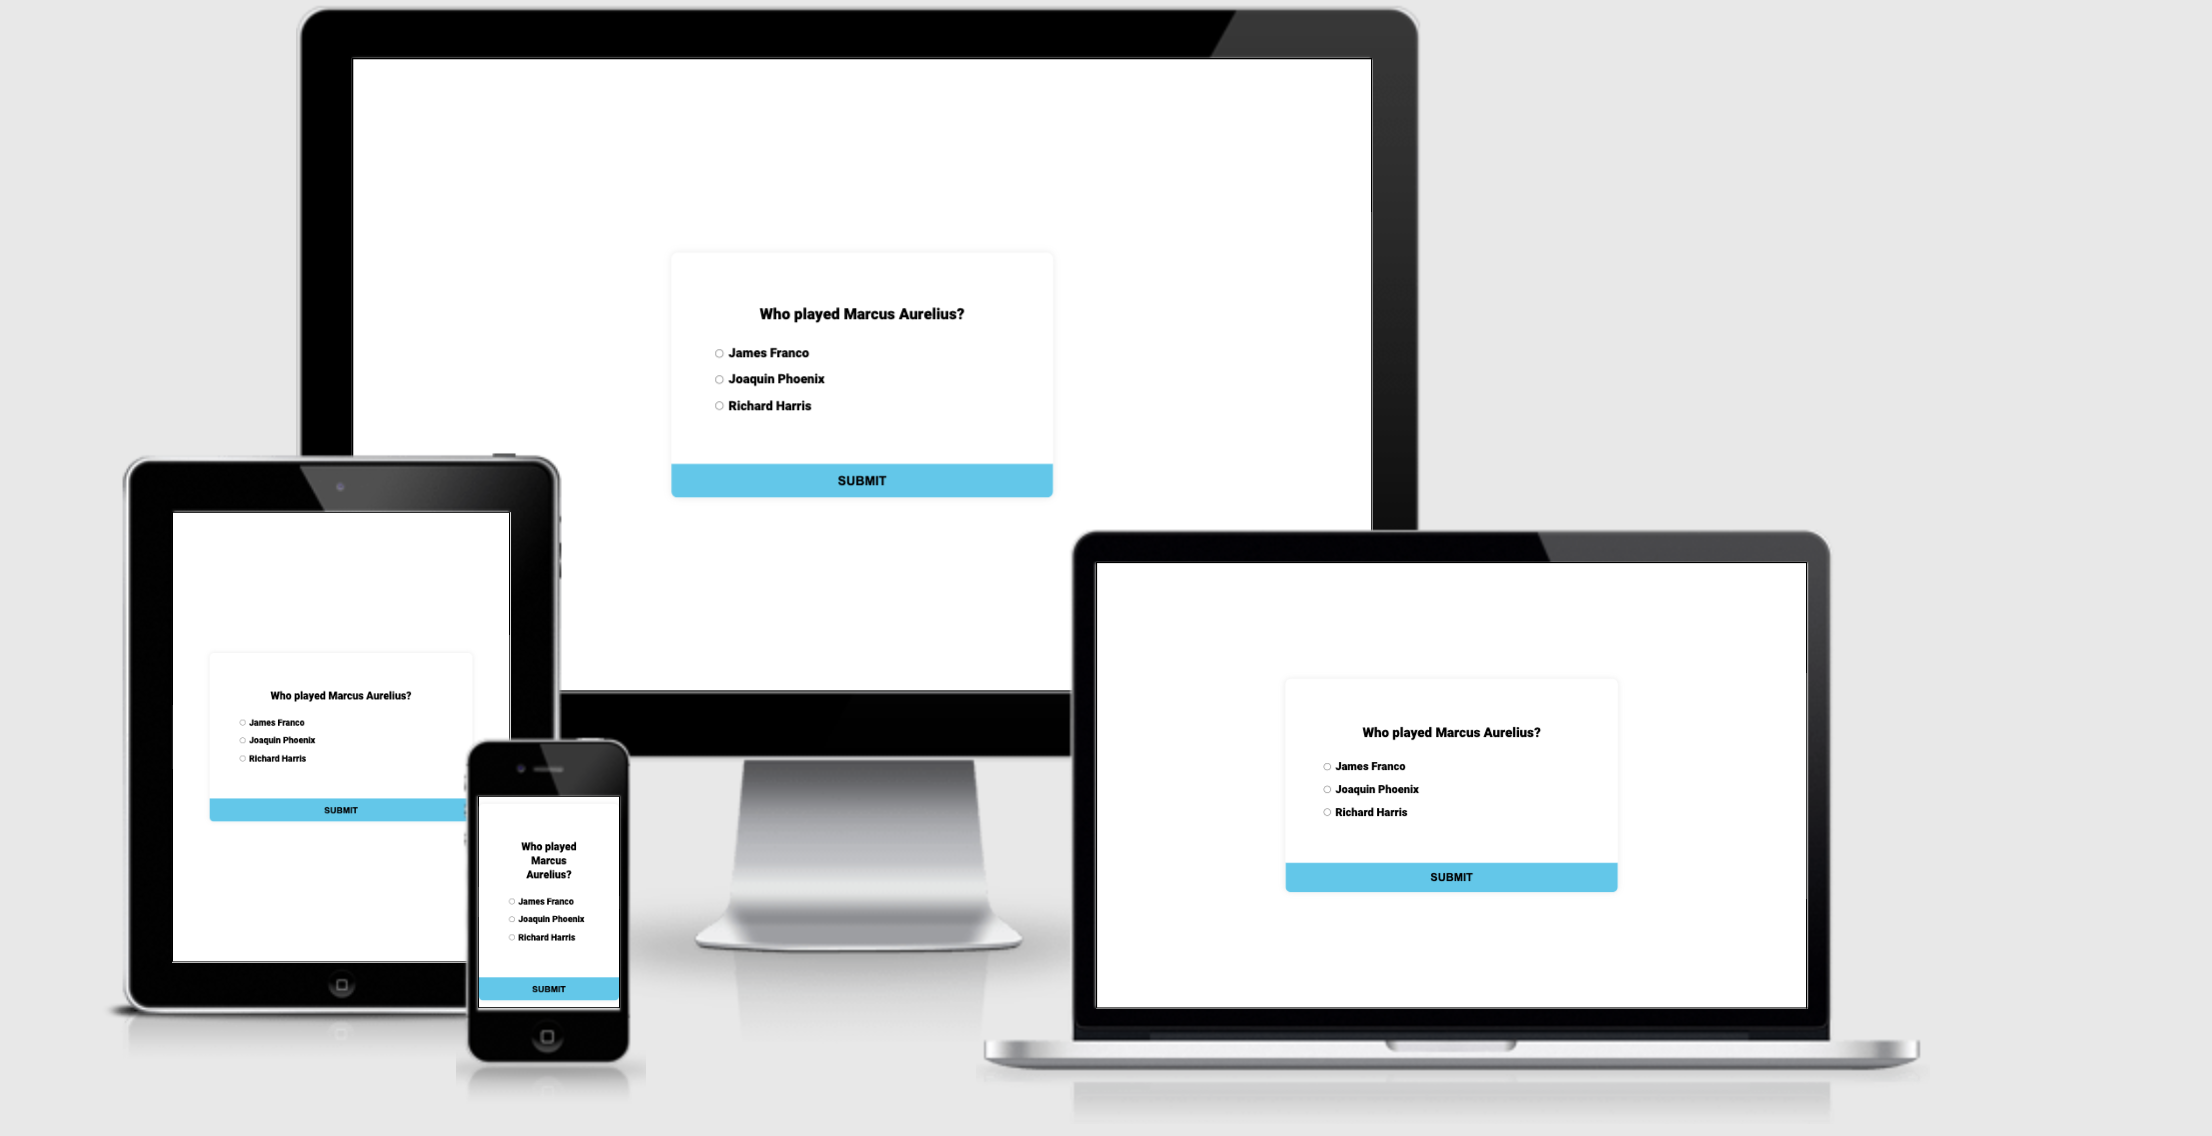 Who played Marcus Aurelius?
James Franco
Joaquin Phoenix
Richard Harris
SUBMIT
Who played Marcus Aurelius?
James Franco
Joaquin Phoenix
Richard Harris
SUBMIT
Who played
Marcus
Aurelius?
James Franco
Joaquin Phoenix
Richard Harris
SUBMIT
Who played Marcus Aurelius?
James Franco
Joaquin Phoenix
Richard Harris
SUBMIT